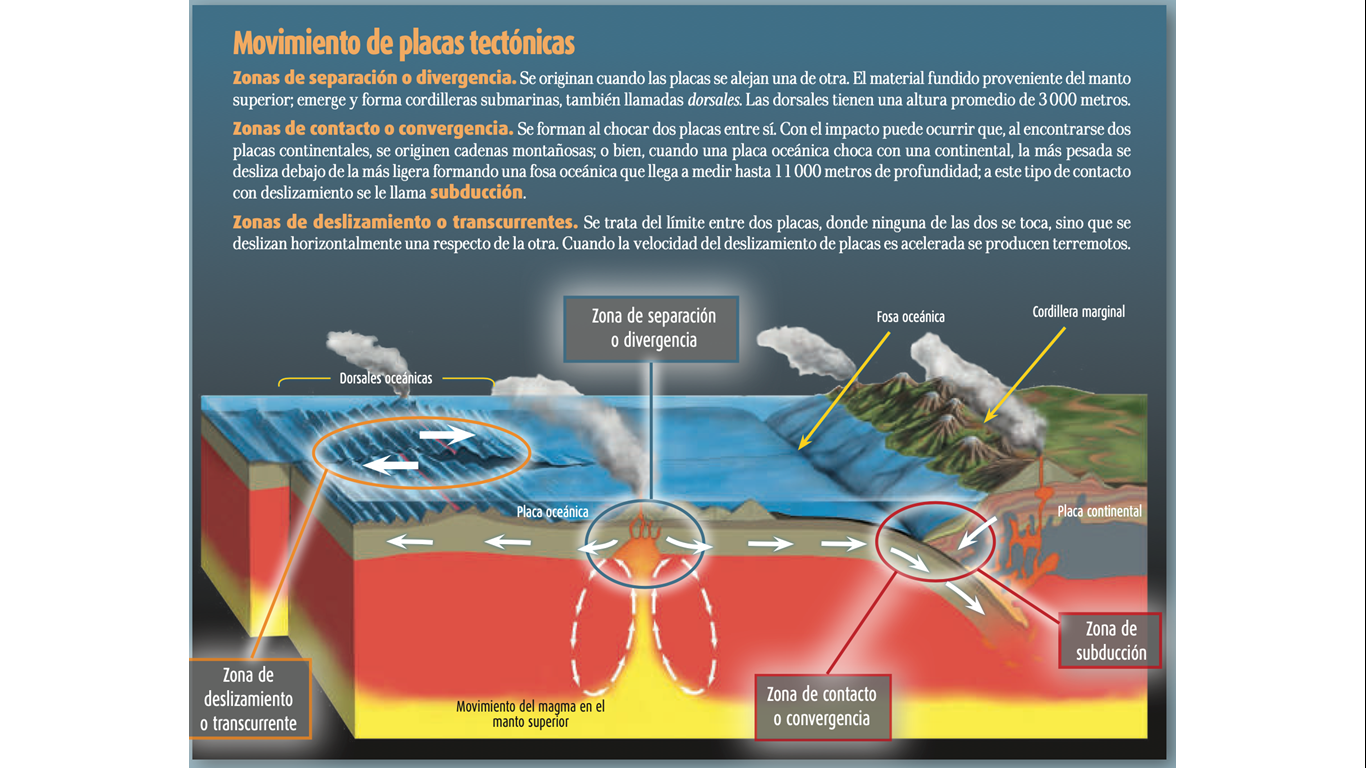 Movimiento de placas tectónicas
Zonas de separación o divergencia. Se originan cuando las placas se alejan una de otra. El material fundido proveniente del manto
superior; emerge y forma cordilleras submarinas, también llamadas dorsales. Las dorsales tienen una altura promedio de 3 000 metros.
Zonas de contacto o convergencia. Se forman al chocar dos placas entre sí. Con el impacto puede ocurrir que, al encontrarse dos
placas continentales, se originen cadenas montañosas; o bien, cuando una placa oceánica choca con una continental, la más pesada se
desliza debajo de la más ligera formando una fosa oceánica que llega a medir hasta 11 000 metros de profundidad; a este tipo de contacto
con deslizamiento se le llama subducción.
Zonas de deslizamiento o transcurrentes. Se trata del límite entre dos placas, donde ninguna de las dos se toca, sino que se
deslizan horizontalmente una respecto de la otra. Cuando la velocidad del deslizamiento de placas es acelerada se producen terremotos.
Zona de separación
o divergencia
Fosa oceánica
Cordillera marginal
Dorsales oceánicas
Placa oceánica
Placa continental
Zona de
subducción
Zona de
deslizamiento
o transcurrente
Movimiento del magma en el
manto superior
Zona de contacto
o convergencia